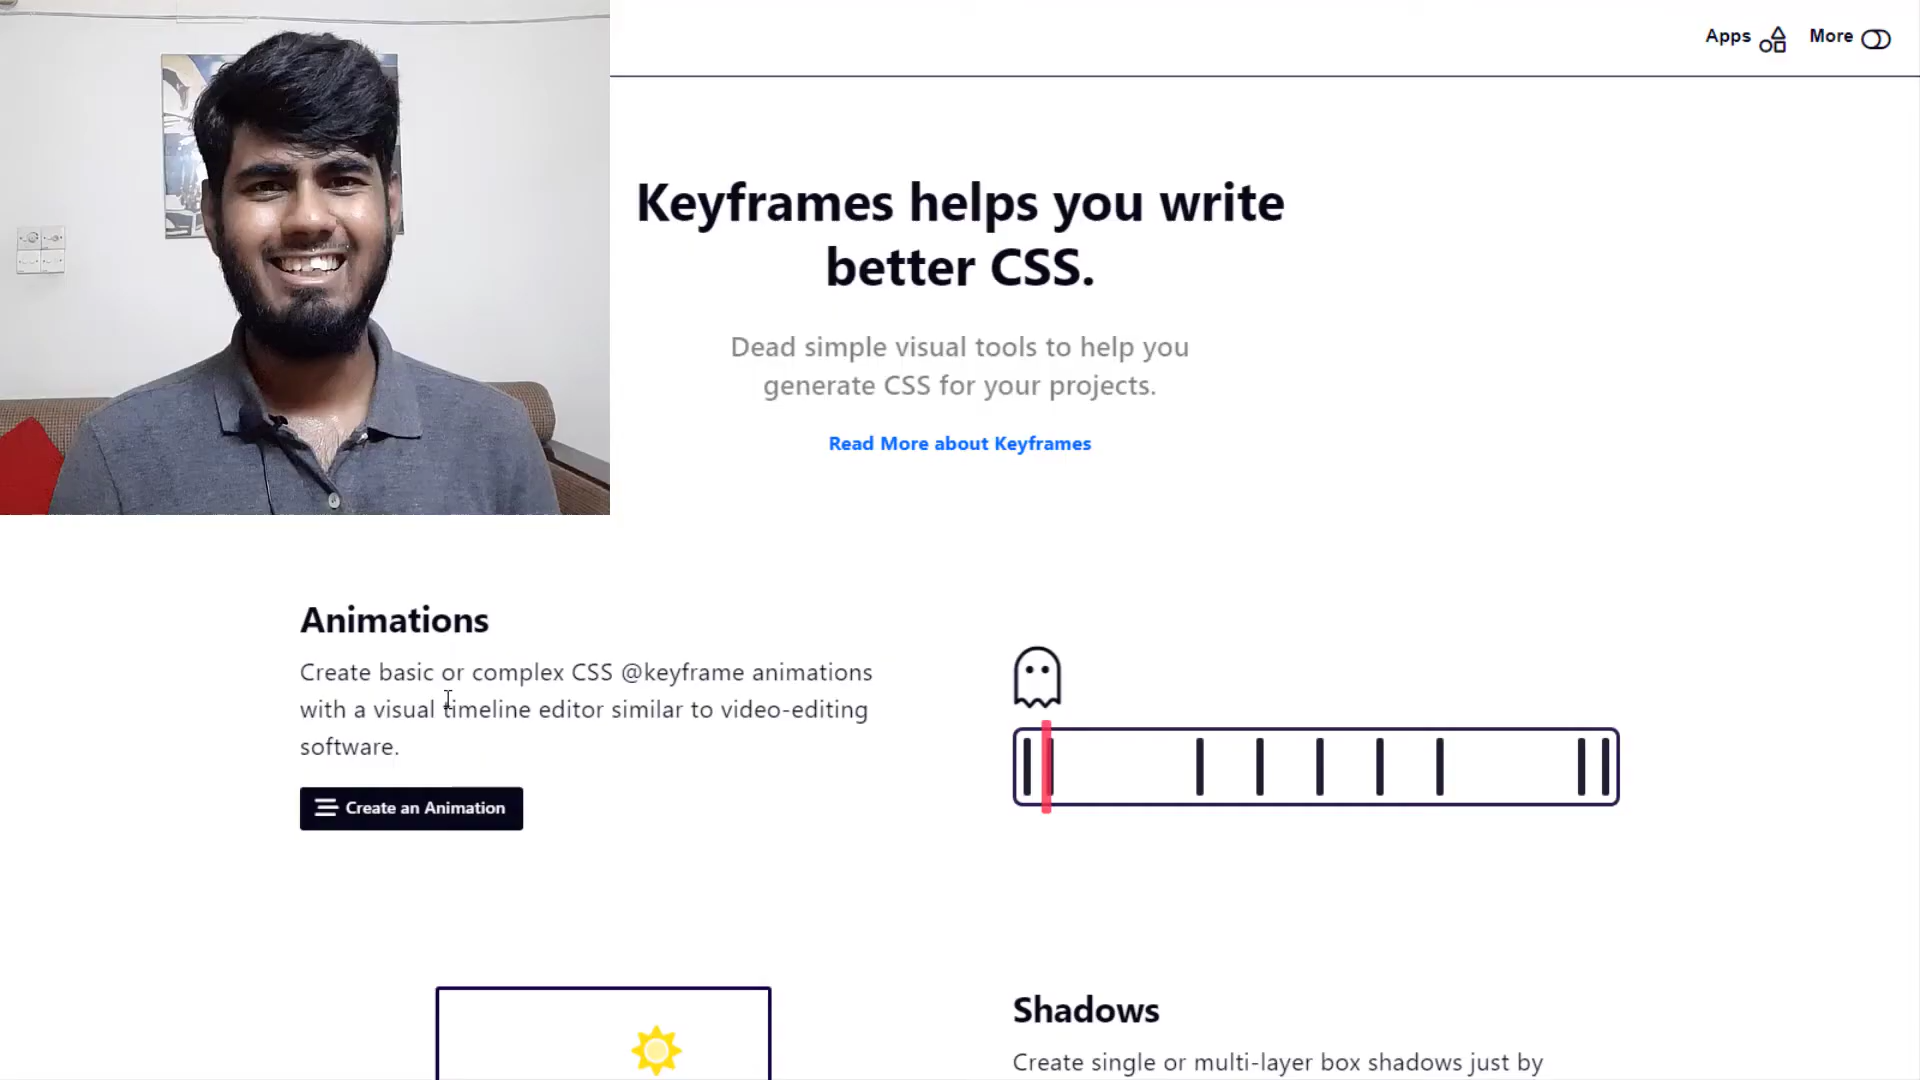 Apps
More
Keyframes helps you write
better CSS.
Dead simple visual tools to help you
generate CSS for your projects.
Read More about Keyframes
Animations
Create basic or complex CSS @keyframe animations
with a visual timeline editor similar to video-editing
software.
Create an Animation
Shadows
Create single or multi-layer box shadows just by